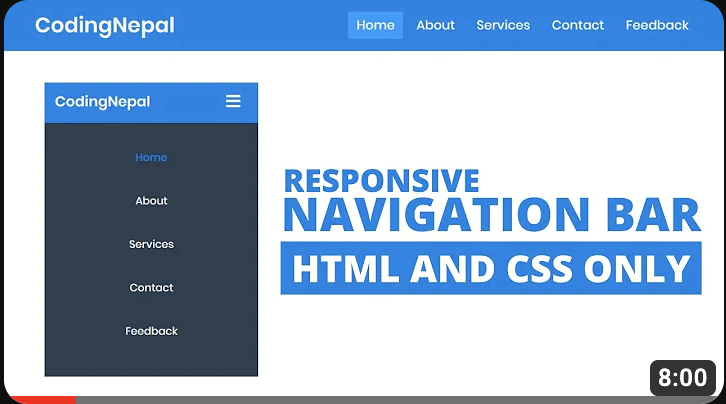 CodingNepal
Home About Services Contact Feedback
CodingNepal
Home
About
Services
Contact
Feedback
RESPONSIVE
NAVIGATION BAR
HTML AND CSS ONLY
8:00